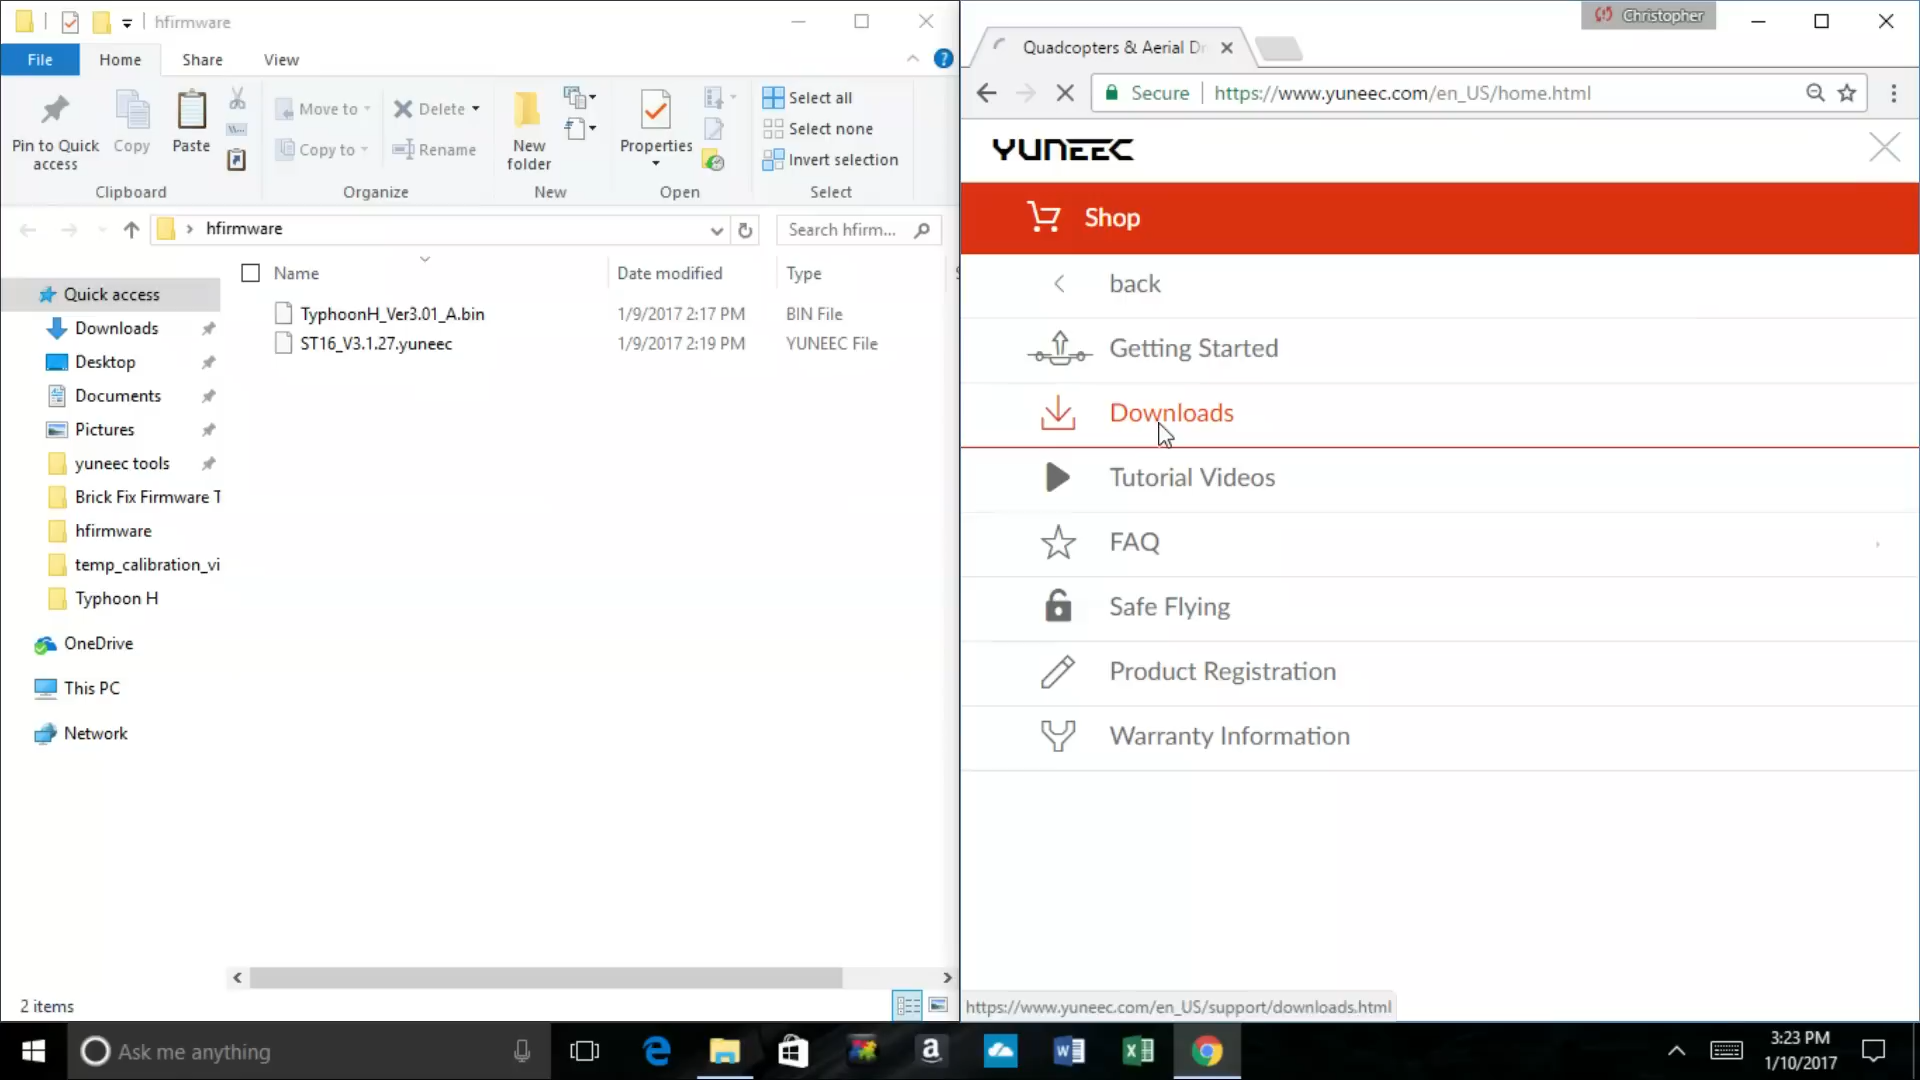 hfirmware
File
Home
Share
View
Pin to Quick access
Copy
Paste
Clipboard
Move to
Copy to
Delete
Rename
Organize
New folder
New
Properties
Open
Select all
Select none
Invert selection
Select
hfirmware
Search hfirm...
Name
Date modified
Type
TyphoonH_Ver3.01_A.bin
1/9/2017 2:17 PM
BIN File
ST16_V3.1.27.yuneec
1/9/2017 2:19 PM
YUNEEC File
Quick access
Downloads
Desktop
Documents
Pictures
yuneec tools
Brick Fix Firmware T
hfirmware
temp_calibration_vi
Typhoon H
OneDrive
This PC
Network
2 items
Christopher
Quadcopters & Aerial Dr
Secure
https://www.yuneec.com/en_US/home.html
YUNEEC
Shop
back
Getting Started
Downloads
Tutorial Videos
FAQ
Safe Flying
Product Registration
Warranty Information
https://www.yuneec.com/en_US/support/downloads.html
Ask me anything
3:23 PM
1/10/2017